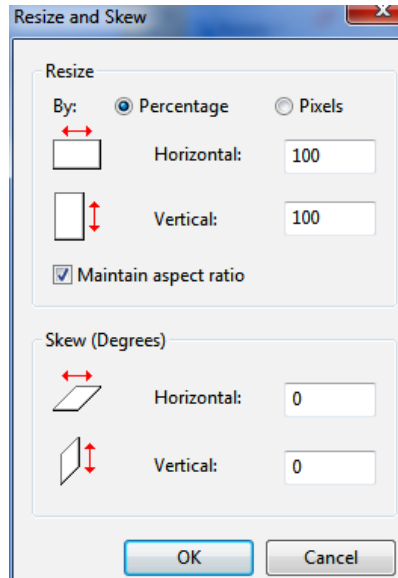 Resize and Skew
Resize
By: Percentage Pixels
Horizontal: 100
Vertical: 100
Maintain aspect ratio
Skew (Degrees)
Horizontal: 0
Vertical: 0
OK Cancel